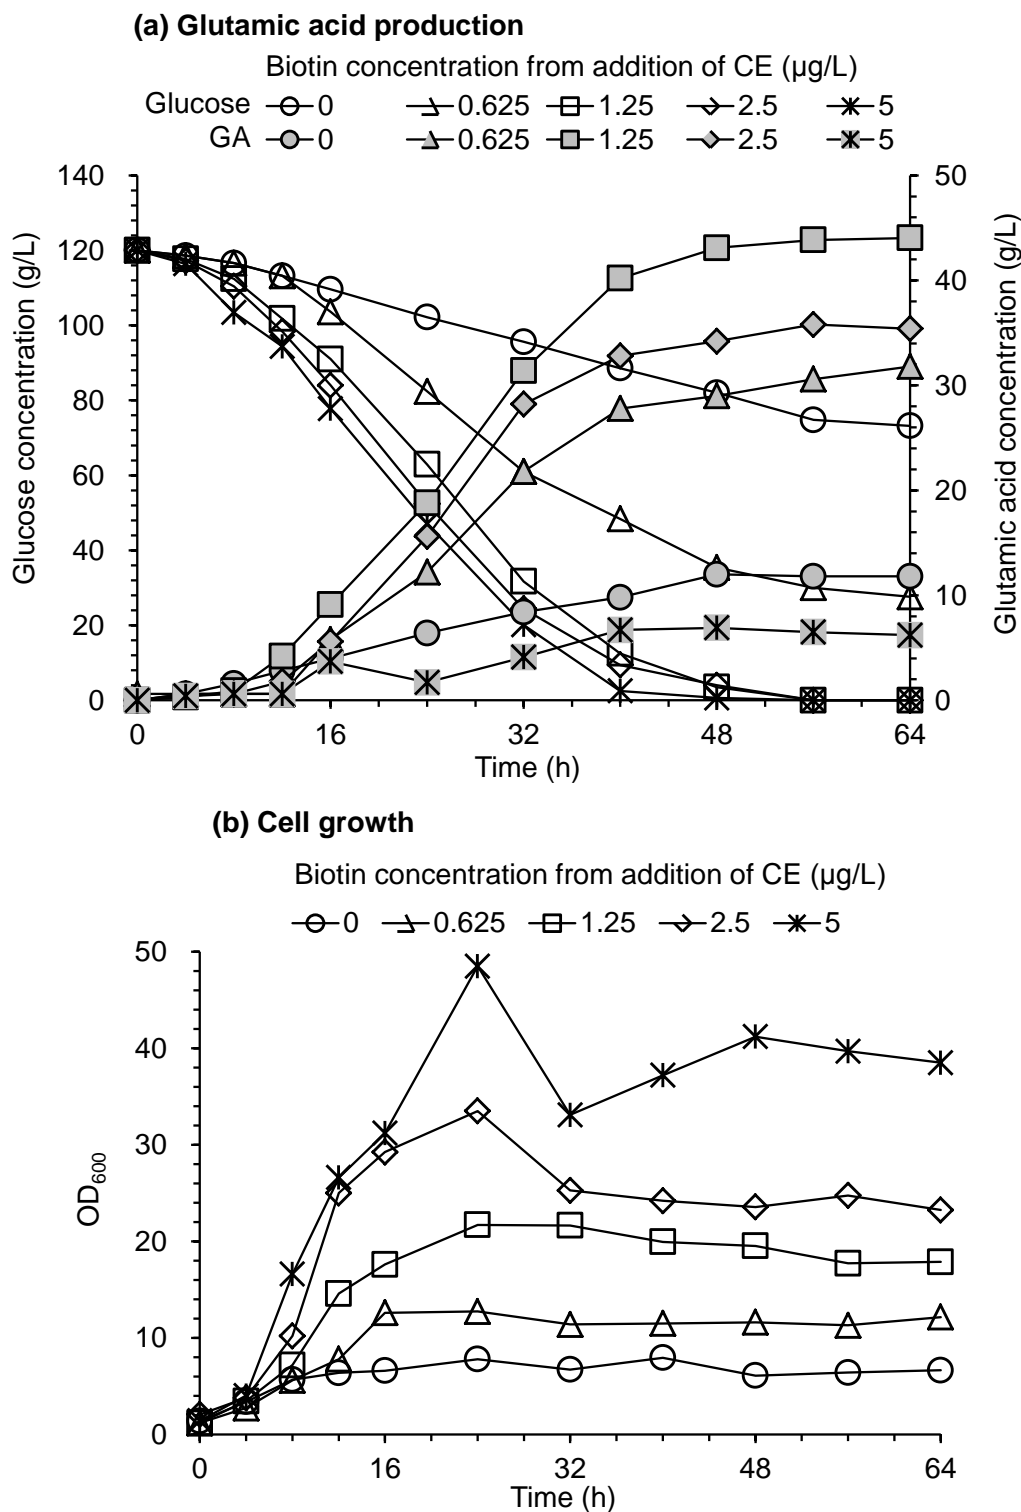 (a) Glutamic acid production
Biotin concentration from addition of CE (µg/L)
Glucose 0 0.625 1.25 2.5 5
GA 0 0.625 1.25 2.5 5
140 50
120
40
100
30
80
60
20
40
10
20
0 0
Glucose concentration (g/L)
Glutamic acid concentration (g/L)
0 16 32 48 64
Time (h)
(b) Cell growth
Biotin concentration from addition of CE (µg/L)
0 0.625 1.25 2.5 5
50
40
30
20
10
0
OD600
0 16 32 48 64
Time (h)